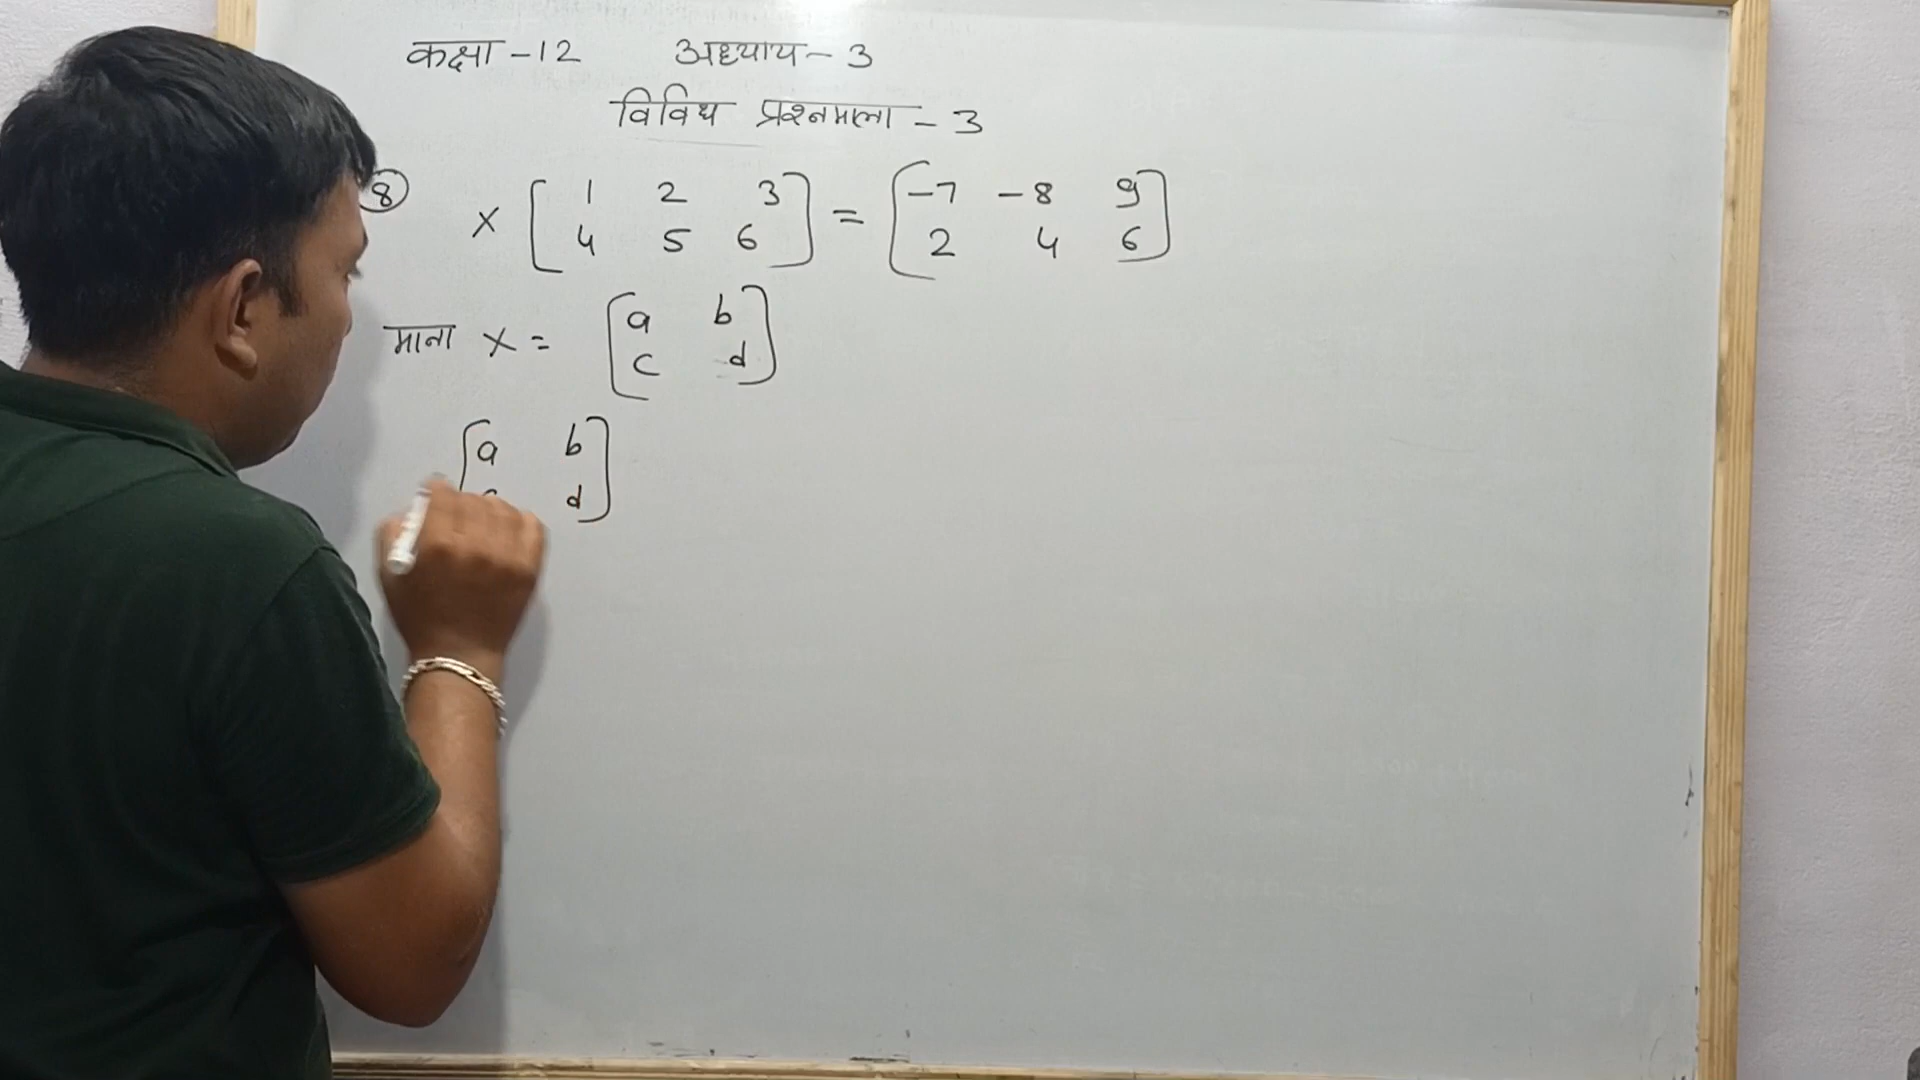 कक्षा - 12 अध्याय - 3
विविध प्रश्नमाला - 3
8 X [ 1 2 3 ] = [ -7 -8 9 ]
[ 4 5 6 ] [ 2 4 6 ]
माना X = [ a b ]
[ c d ]
[ a b ]
d ]